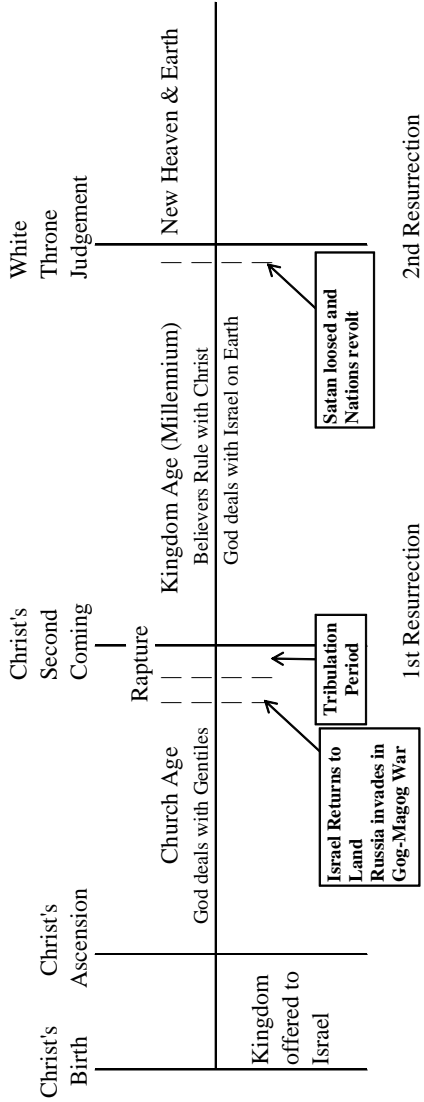 Christ's
Birth
Christ's
Ascension
Christ's
Second
Coming
White
Throne
Judgement
Rapture
Church Age
God deals with Gentiles
Kingdom Age (Millennium)
Believers Rule with Christ
God deals with Israel on Earth
New Heaven & Earth
Kingdom
offered to
Israel
Israel Returns to
Land
Russia invades in
Gog-Magog War
Tribulation
Period
Satan loosed and
Nations revolt
1st Resurrection
2nd Resurrection